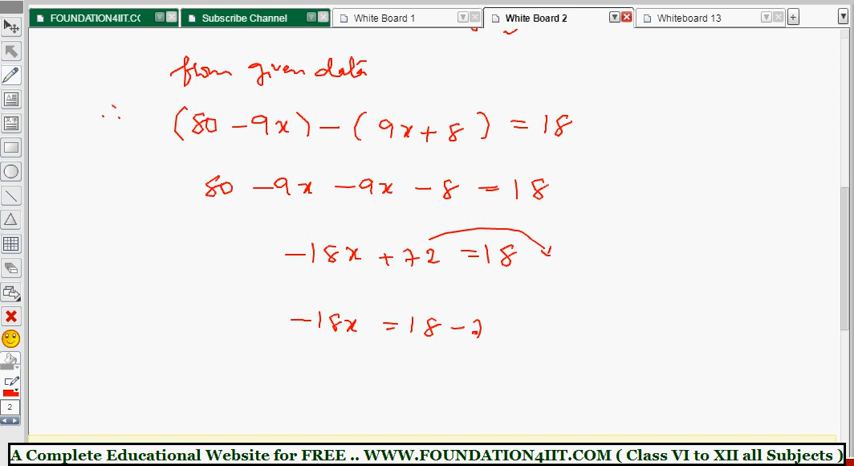 FOUNDATION4IIT.CO
Subscribe Channel
White Board 1
White Board 2
Whiteboard 13
from given data
∴ (80 - 9x) - (9x + 8) = 18
80 - 9x - 9x - 8 = 18
-18x + 72 = 18
-18x = 18 -
2
A Complete Educational Website for FREE .. WWW.FOUNDATION4IIT.COM ( Class VI to XII all Subjects )